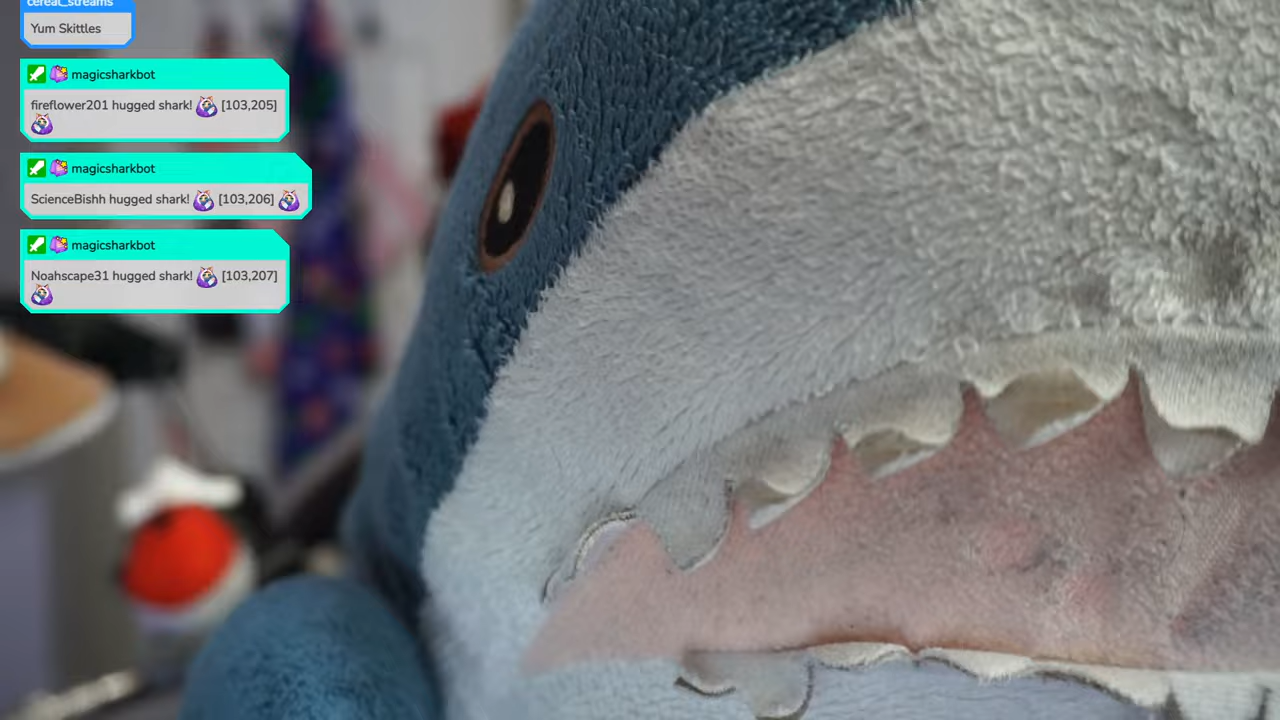 cereal_streams
Yum Skittles
magicsharkbot
fireflower201 hugged shark! [103,205]
magicsharkbot
ScienceBishh hugged shark! [103,206]
magicsharkbot
Noahscape31 hugged shark! [103,207]